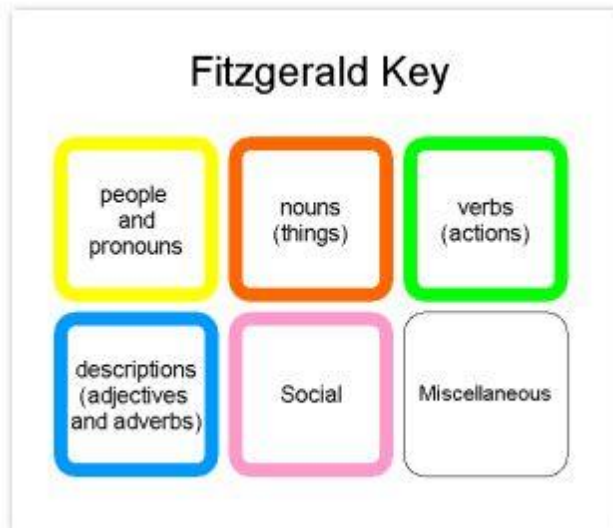 Fitzgerald Key
people
and
pronouns
nouns
(things)
verbs
(actions)
descriptions
(adjectives
and adverbs)
Social
Miscellaneous